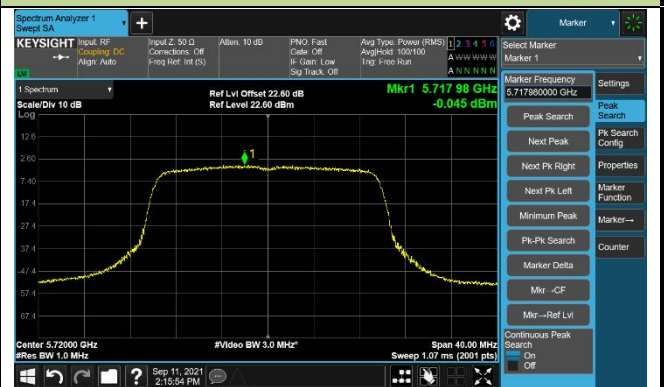 Spectrum Analyzer 1
Swept SA
+
Marker
KEYSIGHT
Input: RF
Coupling: DC
Align: Auto
Input Z: 50 Ω
Corrections: Off
Freq Ref: Int (S)
Atten: 10 dB
PNO: Fast
Gate: Off
IF Gain: Low
Sig Track: Off
Avg Type: Power (RMS)
Avg|Hold: 100/100
Trig: Free Run
1 2 3 4 5 6
A W W W W W
A N N N N N
Select Marker
Marker 1
Marker Frequency
5.717980000 GHz
Peak Search
Next Peak
Next Pk Right
Next Pk Left
Minimum Peak
Pk-Pk Search
Marker Delta
Mkr→CF
Mkr→Ref Lvl
Continuous Peak
Search
On
Off
Settings
Peak
Search
Pk Search
Config
Properties
Marker
Function
Marker→
Counter
1 Spectrum
Scale/Div 10 dB
Log
Ref Lvl Offset 22.60 dB
Ref Level 22.60 dBm
Mkr1 5.717 98 GHz
-0.045 dBm
12.6
2.60
-7.40
-17.4
-27.4
-37.4
-47.4
-57.4
-67.4
1
Center 5.72000 GHz
#Res BW 1.0 MHz
#Video BW 3.0 MHz*
Span 40.00 MHz
Sweep 1.07 ms (2001 pts)
?
Sep 11, 2021
2:15:54 PM